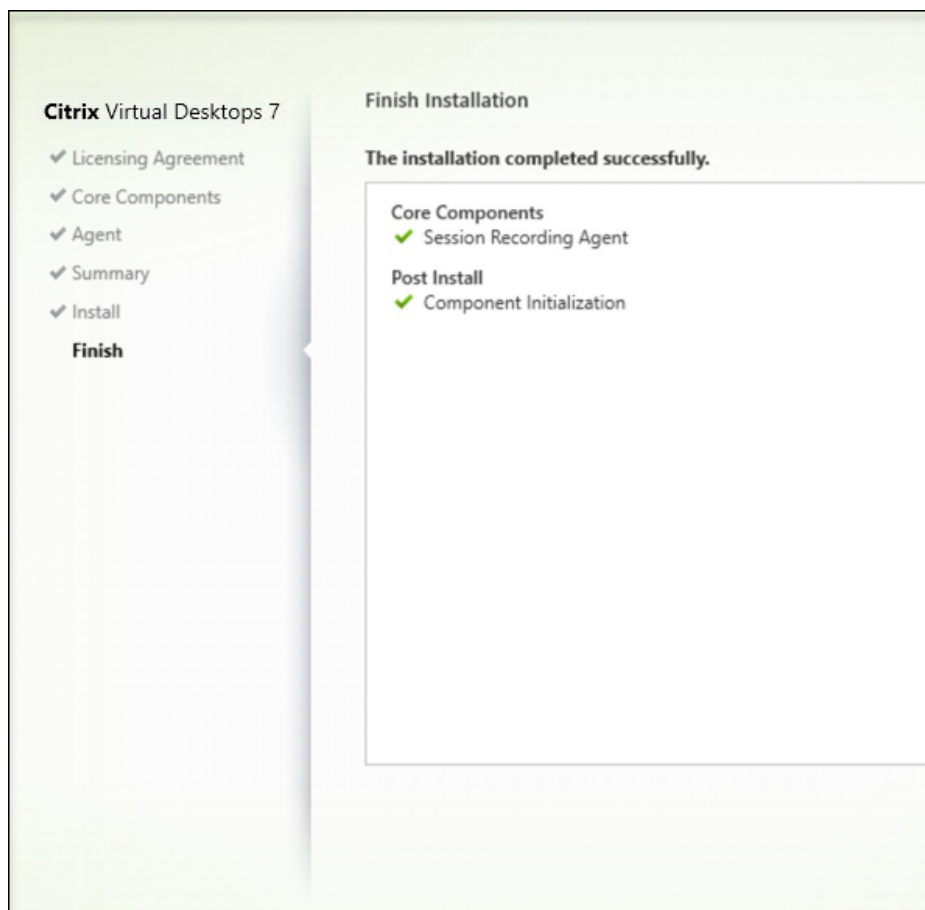 Citrix Virtual Desktops 7
Licensing Agreement
Core Components
Agent
Summary
Install
Finish
Finish Installation
The installation completed successfully.
Core Components
Session Recording Agent
Post Install
Component Initialization